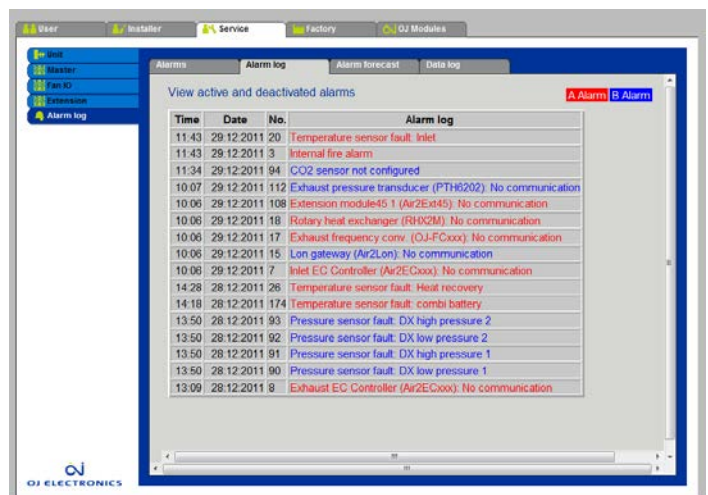 User Installer Service Factory OJ Modules
Unit
Master
Fan IO
Extension
Alarm log
Alarms Alarm log Alarm forecast Data log
View active and deactivated alarms A Alarm B Alarm
Time Date No. Alarm log
11:43 29.12.2011 20 Temperature sensor fault: Inlet
11:43 29.12.2011 3 Internal fire alarm
11:34 29.12.2011 94 CO2 sensor not configured
10:07 29.12.2011 112 Exhaust pressure transducer (PTH6202): No communication
10:06 29.12.2011 108 Extension module45 1 (Air2Ext45): No communication
10:06 29.12.2011 18 Rotary heat exchanger (RHX2M): No communication
10:06 29.12.2011 17 Exhaust frequency conv. (OJ-FCxxx): No communication
10:06 29.12.2011 15 Lon gateway (Air2Lon): No communication
10:06 29.12.2011 7 Inlet EC Controller (Air2ECxxx): No communication
14:28 28.12.2011 26 Temperature sensor fault: Heat recovery
14:18 28.12.2011 174 Temperature sensor fault: combi battery
13:50 28.12.2011 93 Pressure sensor fault: DX high pressure 2
13:50 28.12.2011 92 Pressure sensor fault: DX low pressure 2
13:50 28.12.2011 91 Pressure sensor fault: DX high pressure 1
13:50 28.12.2011 90 Pressure sensor fault: DX low pressure 1
13:09 28.12.2011 8 Exhaust EC Controller (Air2ECxxx): No communication
OJ ELECTRONICS